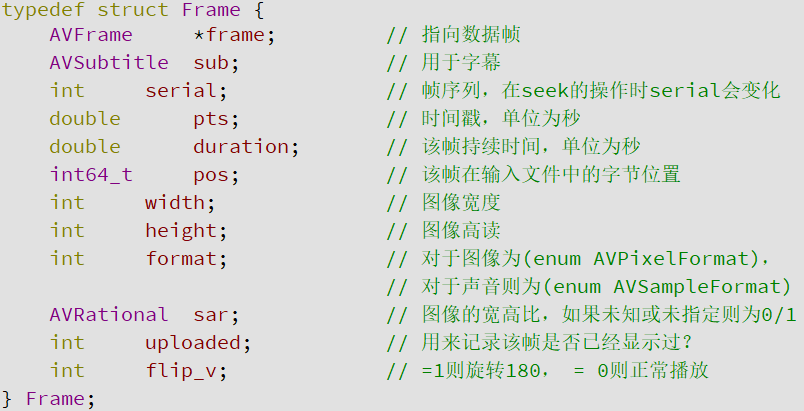 typedef struct Frame {
    AVFrame     *frame;         // 指向数据帧
    AVSubtitle  sub;            // 用于字幕
    int     serial;             // 帧序列，在seek的操作时serial会变化
    double      pts;            // 时间戳，单位为秒
    double      duration;       // 该帧持续时间，单位为秒
    int64_t     pos;            // 该帧在输入文件中的字节位置
    int     width;              // 图像宽度
    int     height;             // 图像高读
    int     format;             // 对于图像为(enum AVPixelFormat)，
                                // 对于声音则为(enum AVSampleFormat)
    AVRational  sar;            // 图像的宽高比，如果未知或未指定则为0/1
    int     uploaded;           // 用来记录该帧是否已经显示过？
    int     flip_v;             // =1则旋转180， = 0则正常播放
} Frame;